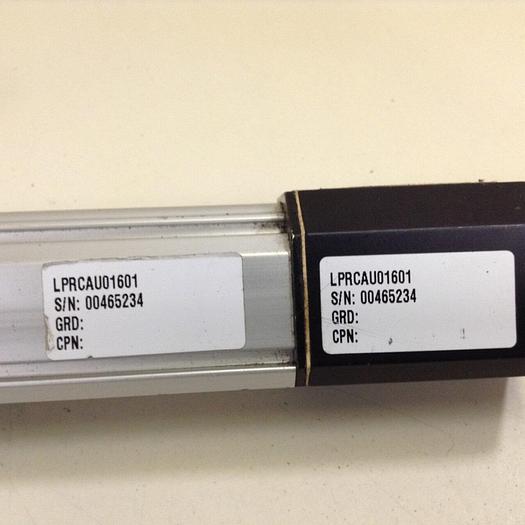 LPRCAU01601
S/N: 00465234
GRD:
CPN:
LPRCAU01601
S/N: 00465234
GRD:
CPN: